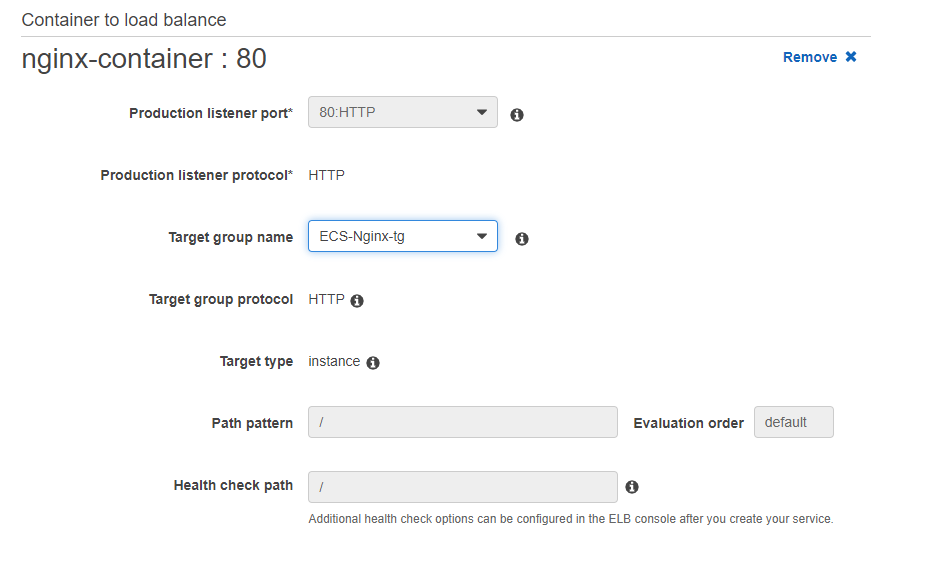 Container to load balance
nginx-container : 80
Remove ✖
Production listener port* 80:HTTP
Production listener protocol* HTTP
Target group name ECS-Nginx-tg
Target group protocol HTTP
Target type instance
Path pattern / Evaluation order default
Health check path /
Additional health check options can be configured in the ELB console after you create your service.